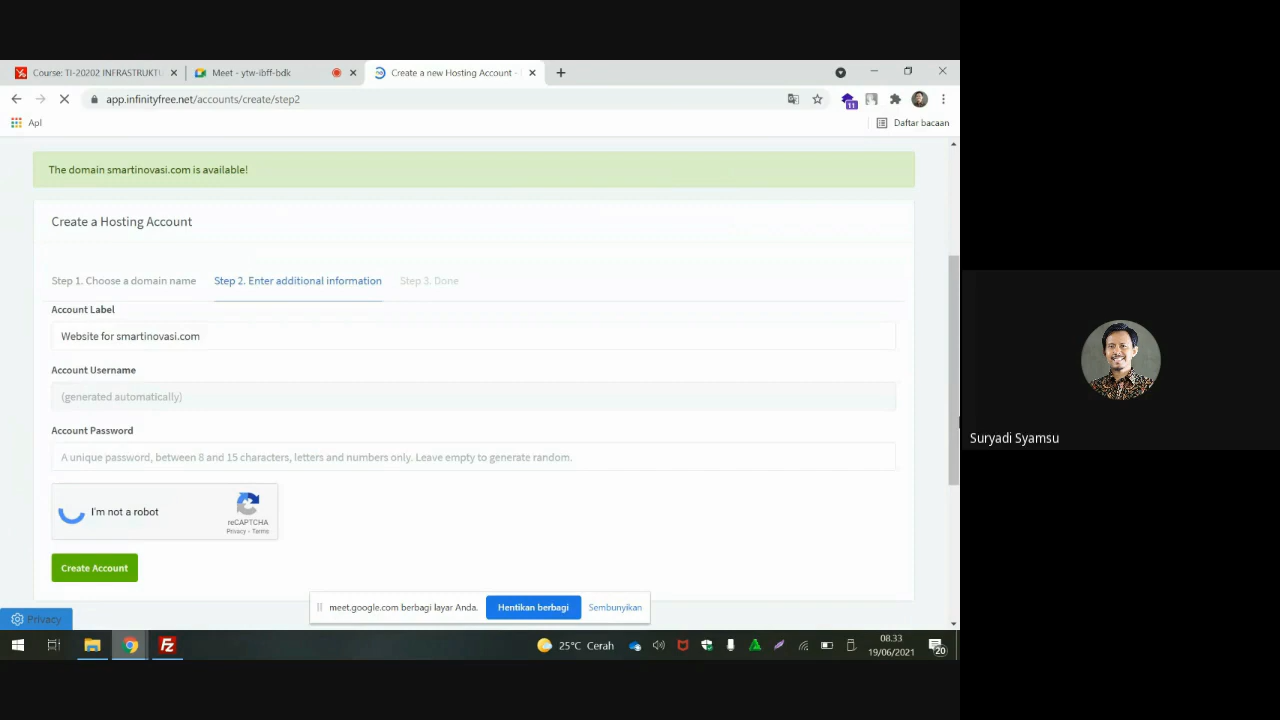 Course: TI-20202 INFRASTRUKTU
Meet - ytw-ibff-bdk
Create a new Hosting Account -
app.infinityfree.net/accounts/create/step2
11
Apl
Daftar bacaan
The domain smartinovasi.com is available!
Create a Hosting Account
Step 1. Choose a domain name
Step 2. Enter additional information
Step 3. Done
Account Label
Website for smartinovasi.com
Account Username
(generated automatically)
Account Password
A unique password, between 8 and 15 characters, letters and numbers only. Leave empty to generate random.
I'm not a robot
reCAPTCHA
Privacy - Terms
Create Account
meet.google.com berbagi layar Anda.
Hentikan berbagi
Sembunyikan
Privacy
Fz
25°C Cerah
08.33
19/06/2021
20
Suryadi Syamsu